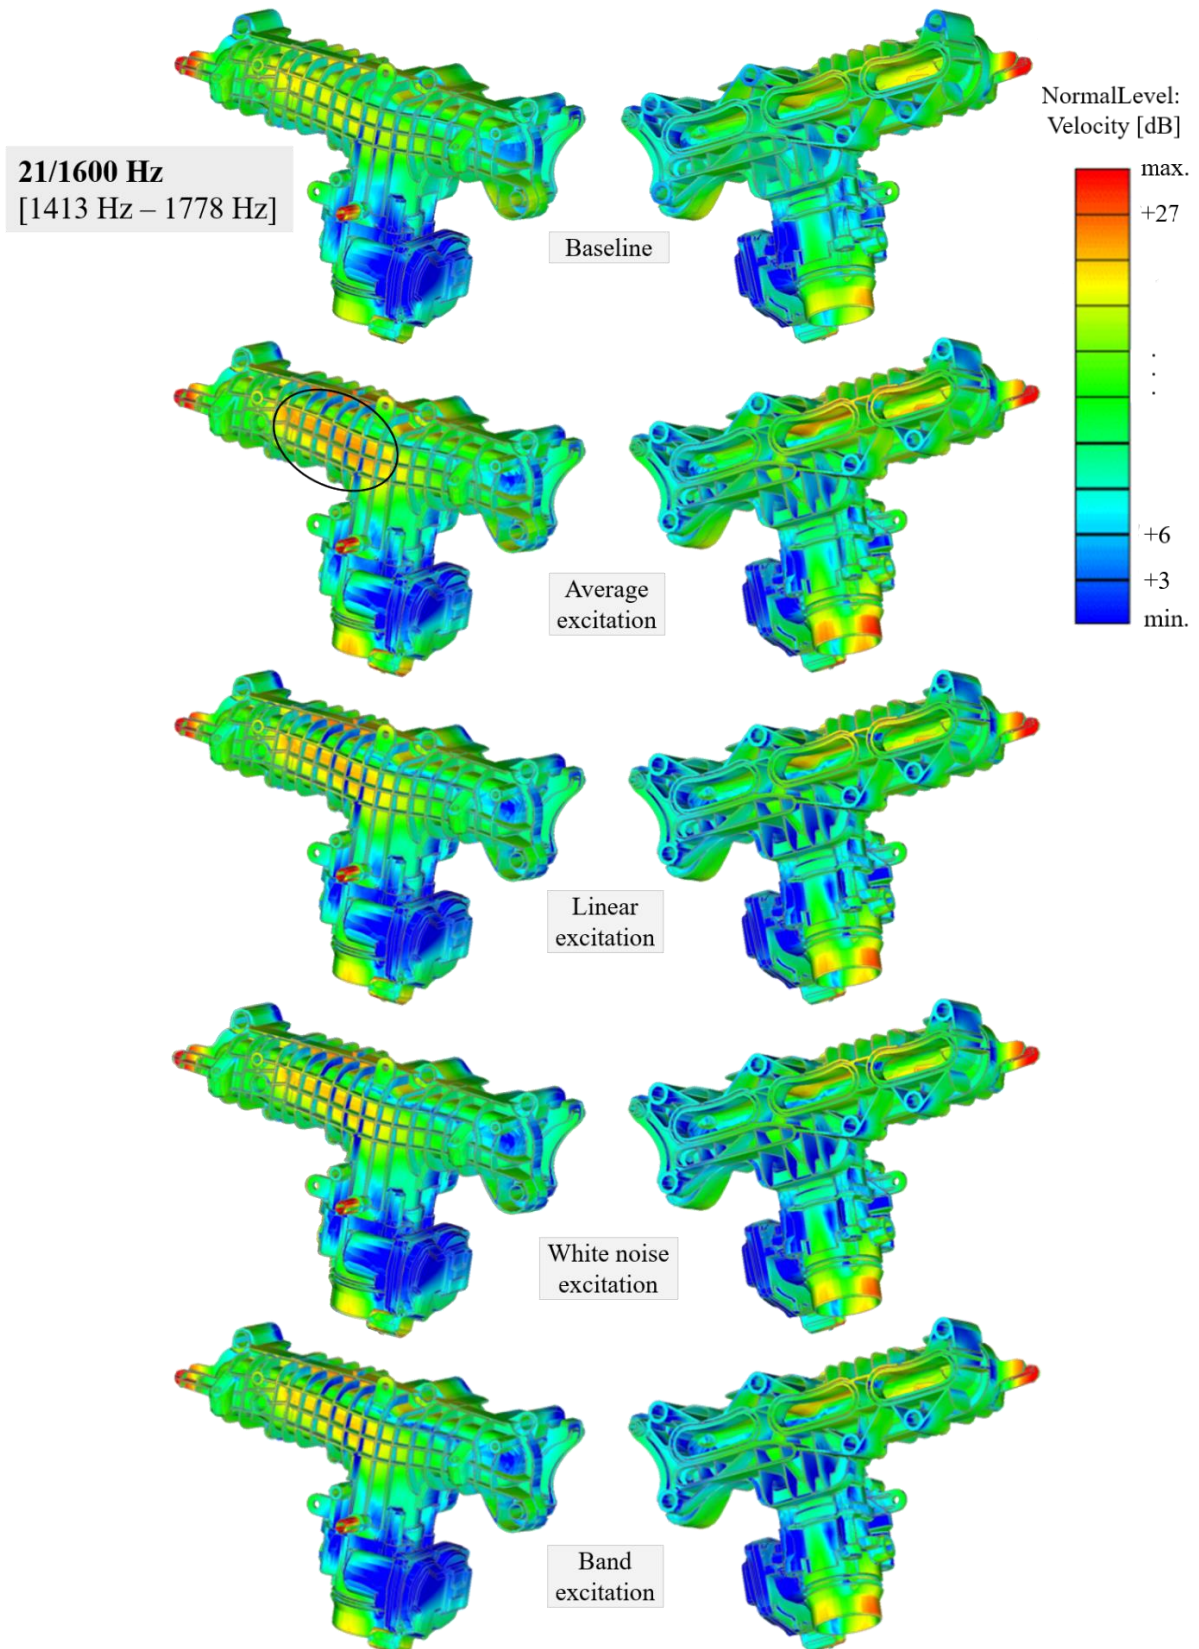 NormalLevel:
Velocity [dB]
21/1600 Hz
[1413 Hz – 1778 Hz]
max.
+27
Baseline
.
.
.
+6
+3
min.
Average
excitation
Linear
excitation
White noise
excitation
Band
excitation